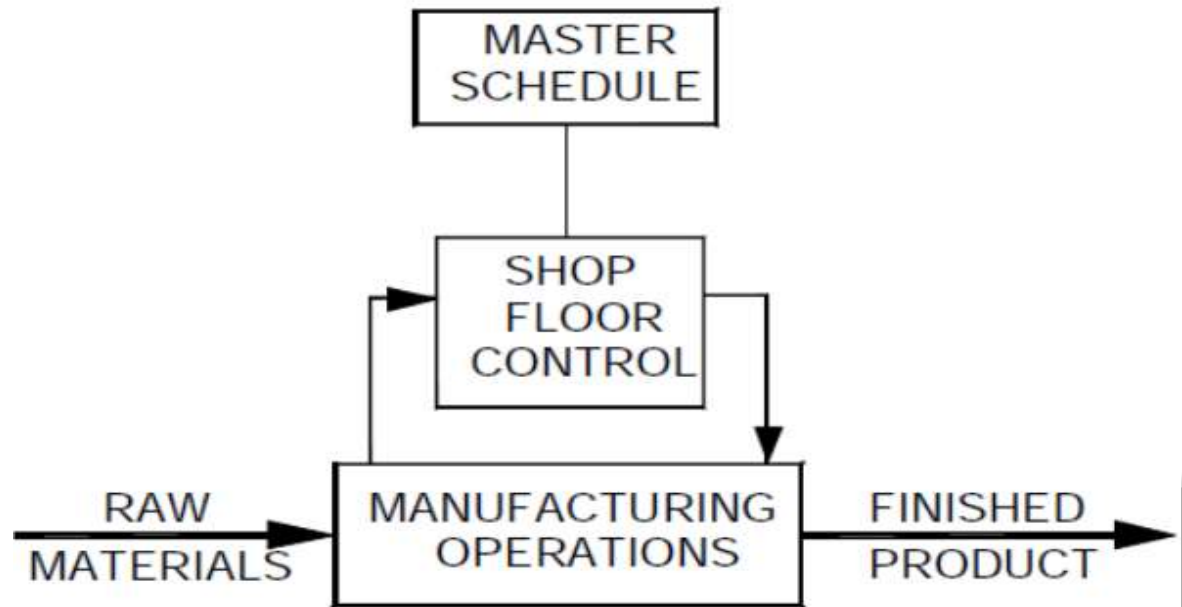 MASTER
SCHEDULE
SHOP
FLOOR
CONTROL
RAW
MATERIALS
MANUFACTURING
OPERATIONS
FINISHED
PRODUCT